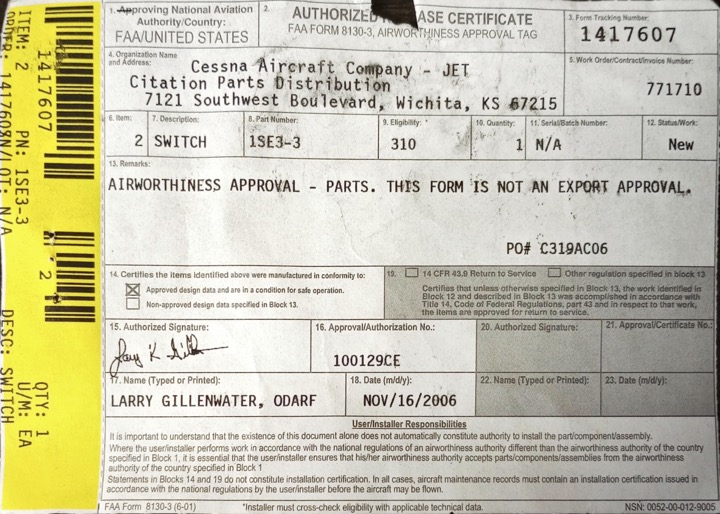 1. Approving National Aviation
Authority/Country:
FAA/UNITED STATES
2.
AUTHORIZED RELEASE CERTIFICATE
FAA FORM 8130-3, AIRWORTHINESS APPROVAL TAG
3. Form Tracking Number:
1417607
4. Organization Name
and Address:
Cessna Aircraft Company - JET
Citation Parts Distribution
7121 Southwest Boulevard, Wichita, KS 67215
5. Work Order/Contract/Invoice Number:
771710
6. Item:
2
7. Description:
SWITCH
8. Part Number:
1SE3-3
9. Eligibility: *
310
10. Quantity:
1
11. Serial/Batch Number:
N/A
12. Status/Work:
New
13. Remarks:
AIRWORTHINESS APPROVAL - PARTS. THIS FORM IS NOT AN EXPORT APPROVAL.
PO# C319AC06
14. Certifies the items identified above were manufactured in conformity to:
Approved design data and are in a condition for safe operation.
Non-approved design data specified in Block 13.
19. 14 CFR 43.9 Return to Service Other regulation specified in block 13
Certifies that unless otherwise specified in Block 13, the work identified in
Block 12 and described in Block 13 was accomplished in accordance with
Title 14, Code of Federal Regulations, part 43 and in respect to that work,
the items are approved for return to service.
15. Authorized Signature:
16. Approval/Authorization No.:
100129CE
20. Authorized Signature:
21. Approval/Certificate No.:
17. Name (Typed or Printed):
LARRY GILLENWATER, ODARF
18. Date (m/d/y):
NOV/16/2006
22. Name (Typed or Printed):
23. Date (m/d/y):
User/Installer Responsibilities
It is important to understand that the existence of this document alone does not automatically constitute authority to install the part/component/assembly.
Where the user/installer performs work in accordance with the national regulations of an airworthiness authority different than the airworthiness authority of the country
specified in Block 1, it is essential that the user/installer ensures that his/her airworthiness authority accepts parts/components/assemblies from the airworthiness
authority of the country specified in Block 1
Statements in Blocks 14 and 19 do not constitute installation certification. In all cases, aircraft maintenance records must contain an installation certification issued in
accordance with the national regulations by the user/installer before the aircraft may be flown.
FAA Form 8130-3 (6-01)
*Installer must cross-check eligibility with applicable technical data.
NSN: 0052-00-012-9005
1417607
2
QTY: 1
U/M: EA
ITEM: 2 PN: 1SE3-3 DESC: SWITCH
ORDER: 1417608 N/LOT: N/A